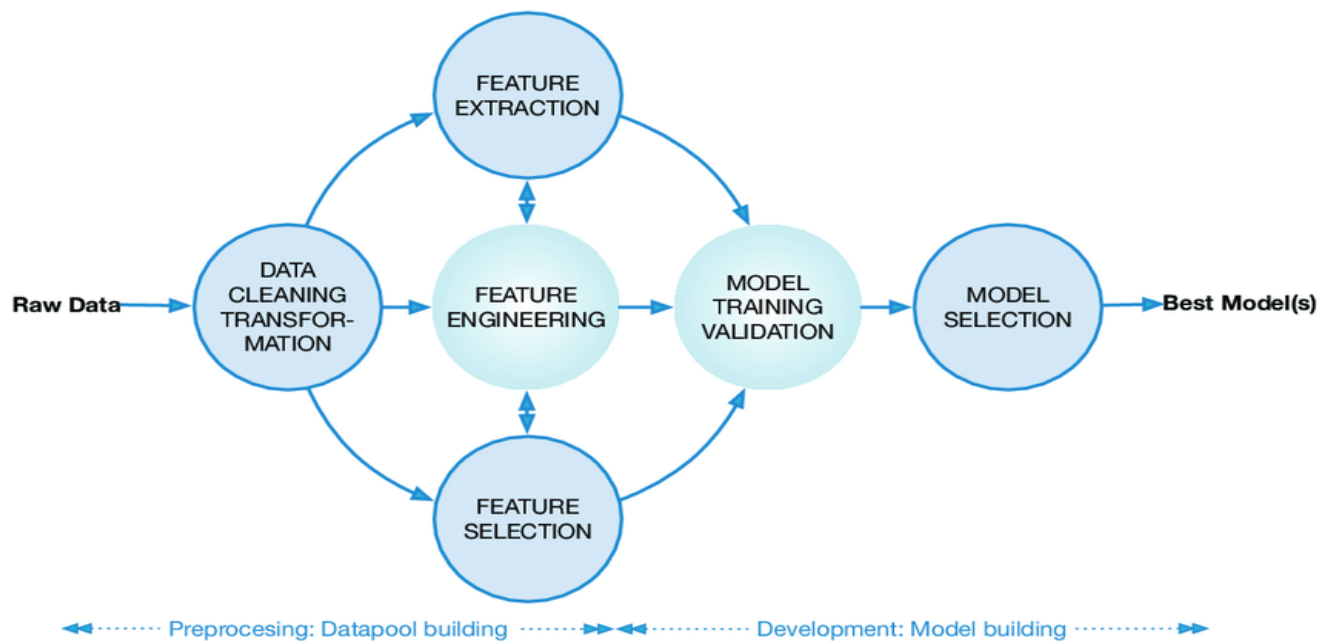 FEATURE
EXTRACTION
Raw Data
DATA
CLEANING
TRANSFOR-
MATION
FEATURE
ENGINEERING
MODEL
TRAINING
VALIDATION
MODEL
SELECTION
Best Model(s)
FEATURE
SELECTION
Preprocesing: Datapool building
Development: Model building